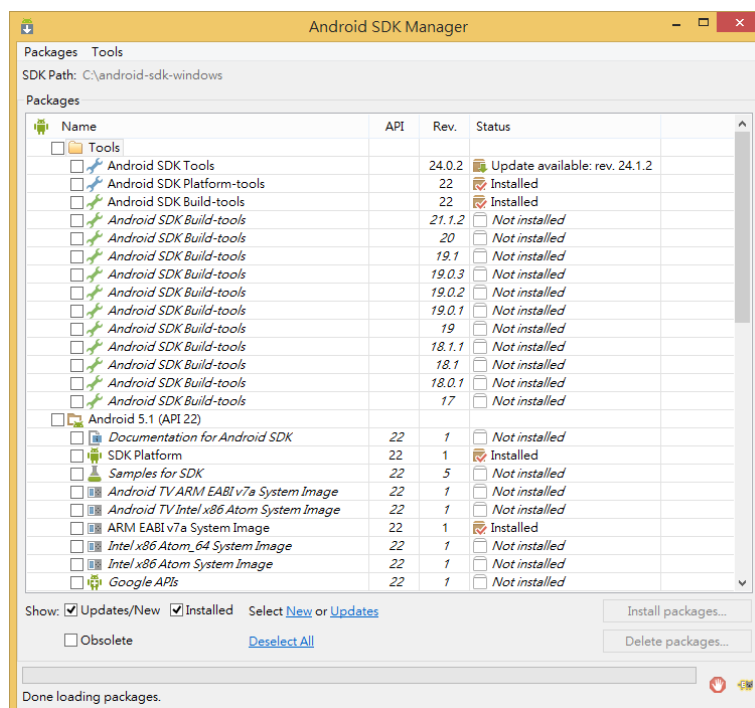 Android SDK Manager
Packages Tools
SDK Path: C:\android-sdk-windows
Packages
Name API Rev. Status
Tools
Android SDK Tools 24.0.2 Update available: rev. 24.1.2
Android SDK Platform-tools 22 Installed
Android SDK Build-tools 22 Installed
Android SDK Build-tools 21.1.2 Not installed
Android SDK Build-tools 20 Not installed
Android SDK Build-tools 19.1 Not installed
Android SDK Build-tools 19.0.3 Not installed
Android SDK Build-tools 19.0.2 Not installed
Android SDK Build-tools 19.0.1 Not installed
Android SDK Build-tools 19 Not installed
Android SDK Build-tools 18.1.1 Not installed
Android SDK Build-tools 18.1 Not installed
Android SDK Build-tools 18.0.1 Not installed
Android SDK Build-tools 17 Not installed
Android 5.1 (API 22)
Documentation for Android SDK 22 1 Not installed
SDK Platform 22 1 Installed
Samples for SDK 22 5 Not installed
Android TV ARM EABI v7a System Image 22 1 Not installed
Android TV Intel x86 Atom System Image 22 1 Not installed
ARM EABI v7a System Image 22 1 Installed
Intel x86 Atom_64 System Image 22 1 Not installed
Intel x86 Atom System Image 22 1 Not installed
Google APIs 22 1 Not installed
Show: Updates/New Installed Select New or Updates Install packages...
Obsolete Deselect All Delete packages...
Done loading packages.